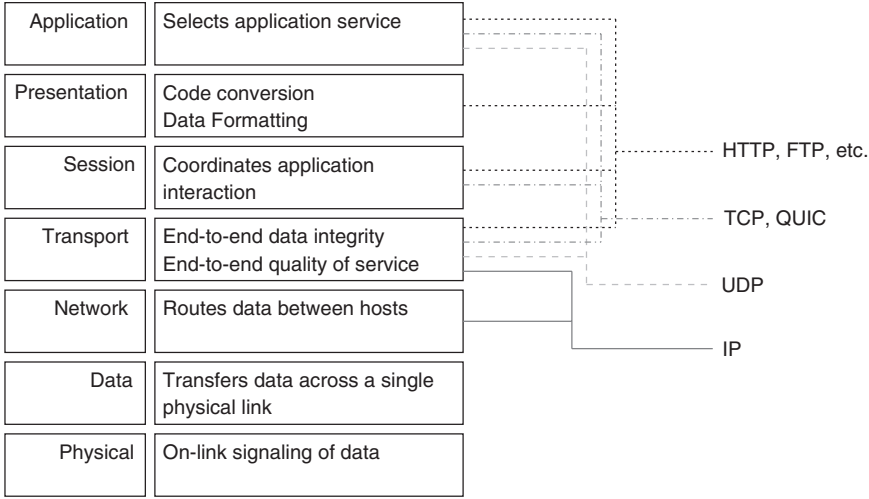 Application
Selects application service
Presentation
Code conversion
Data Formatting
Session
Coordinates application
interaction
Transport
End-to-end data integrity
End-to-end quality of service
Network
Routes data between hosts
Data
Transfers data across a single
physical link
Physical
On-link signaling of data
HTTP, FTP, etc.
TCP, QUIC
UDP
IP